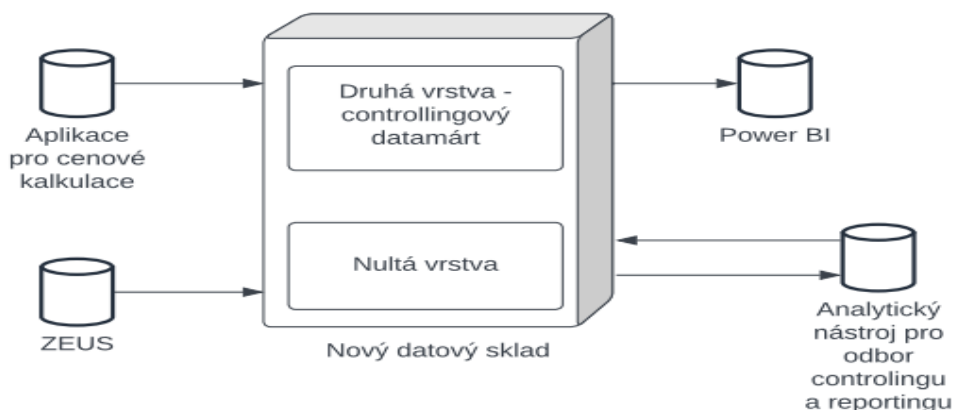 Aplikace
pro cenové
kalkulace
ZEUS
Druhá vrstva -
controllingový
datamárt
Nultá vrstva
Nový datový sklad
Power BI
Analytický
nástroj pro
odbor
controlingu
a reportingu